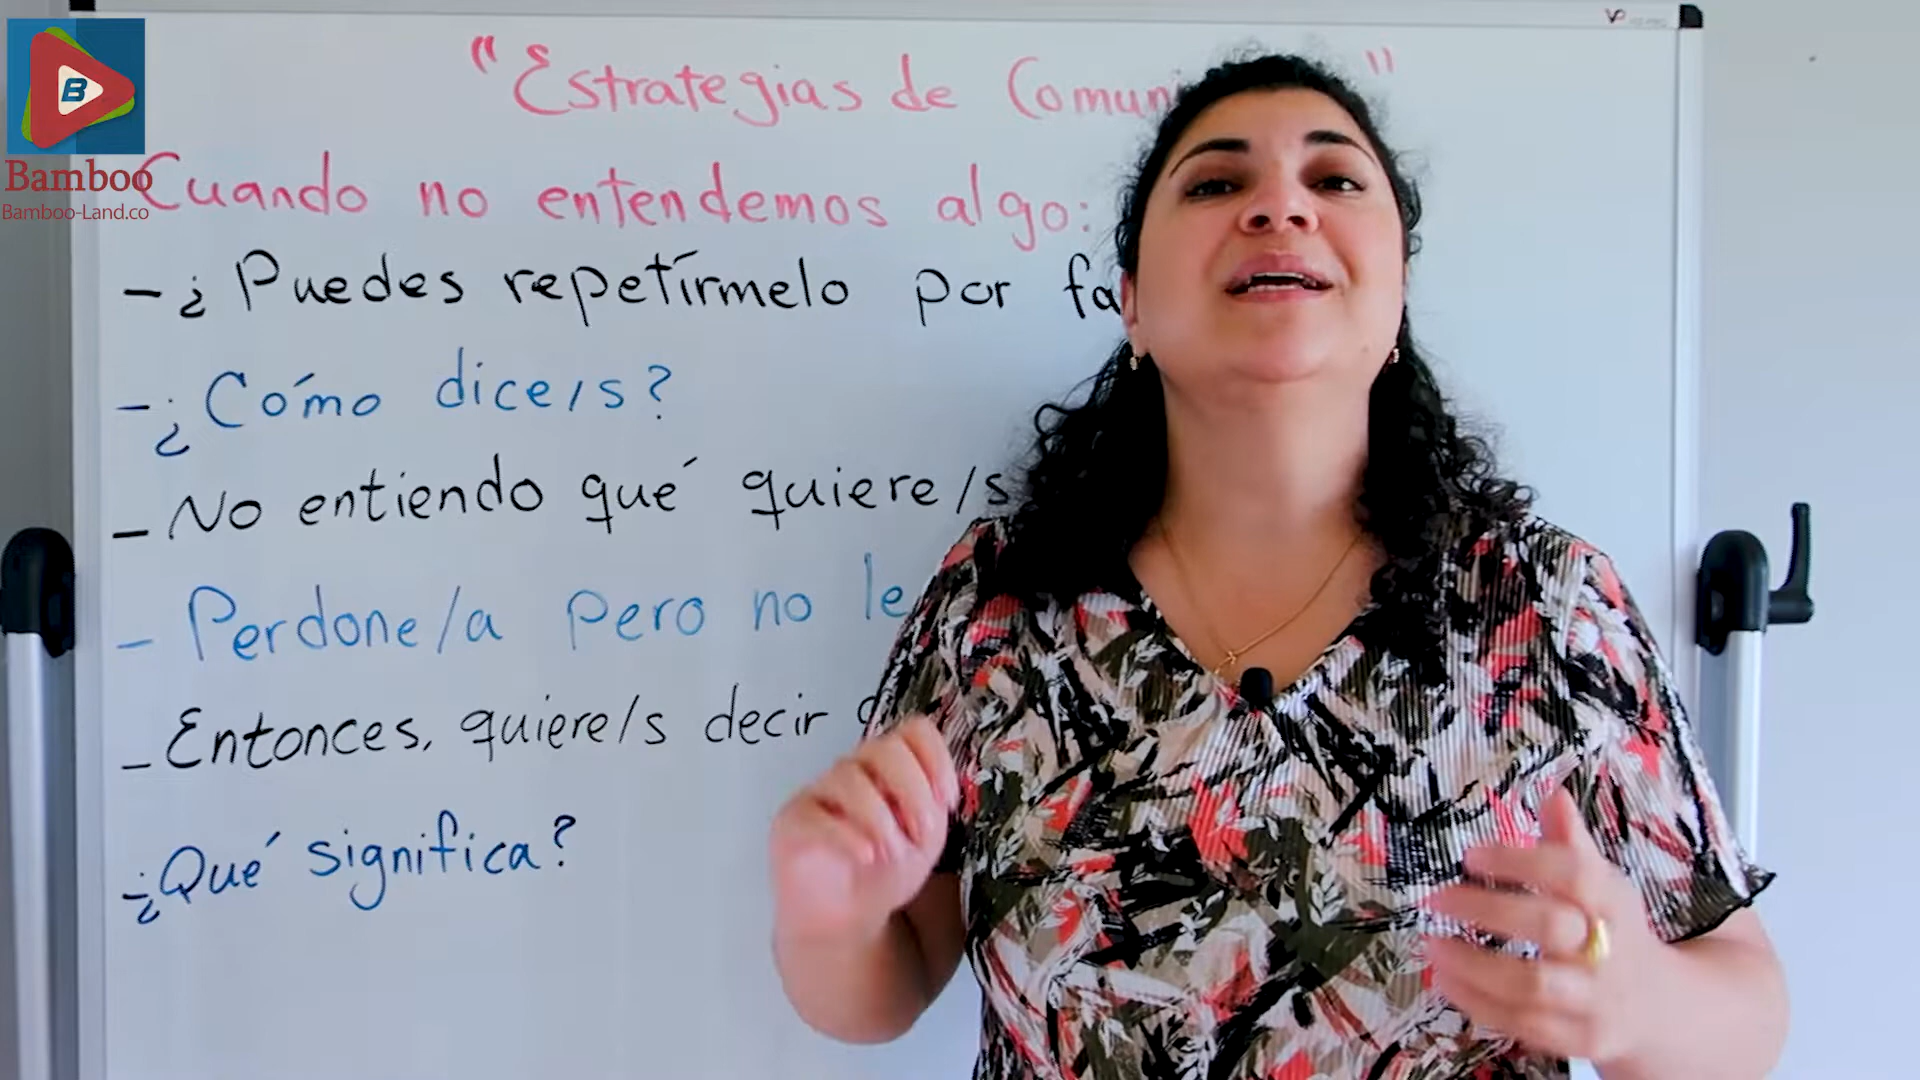 "Estrategias de Comuni "
Cuando no entendemos algo:
- ¿Puedes repetírmelo por fa
- ¿Cómo dice/s?
- No entiendo qué quiere/s
- Perdone/a pero no le
- Entonces, quiere/s decir
- ¿Qué significa?
B
Bamboo
Bamboo-Land.co